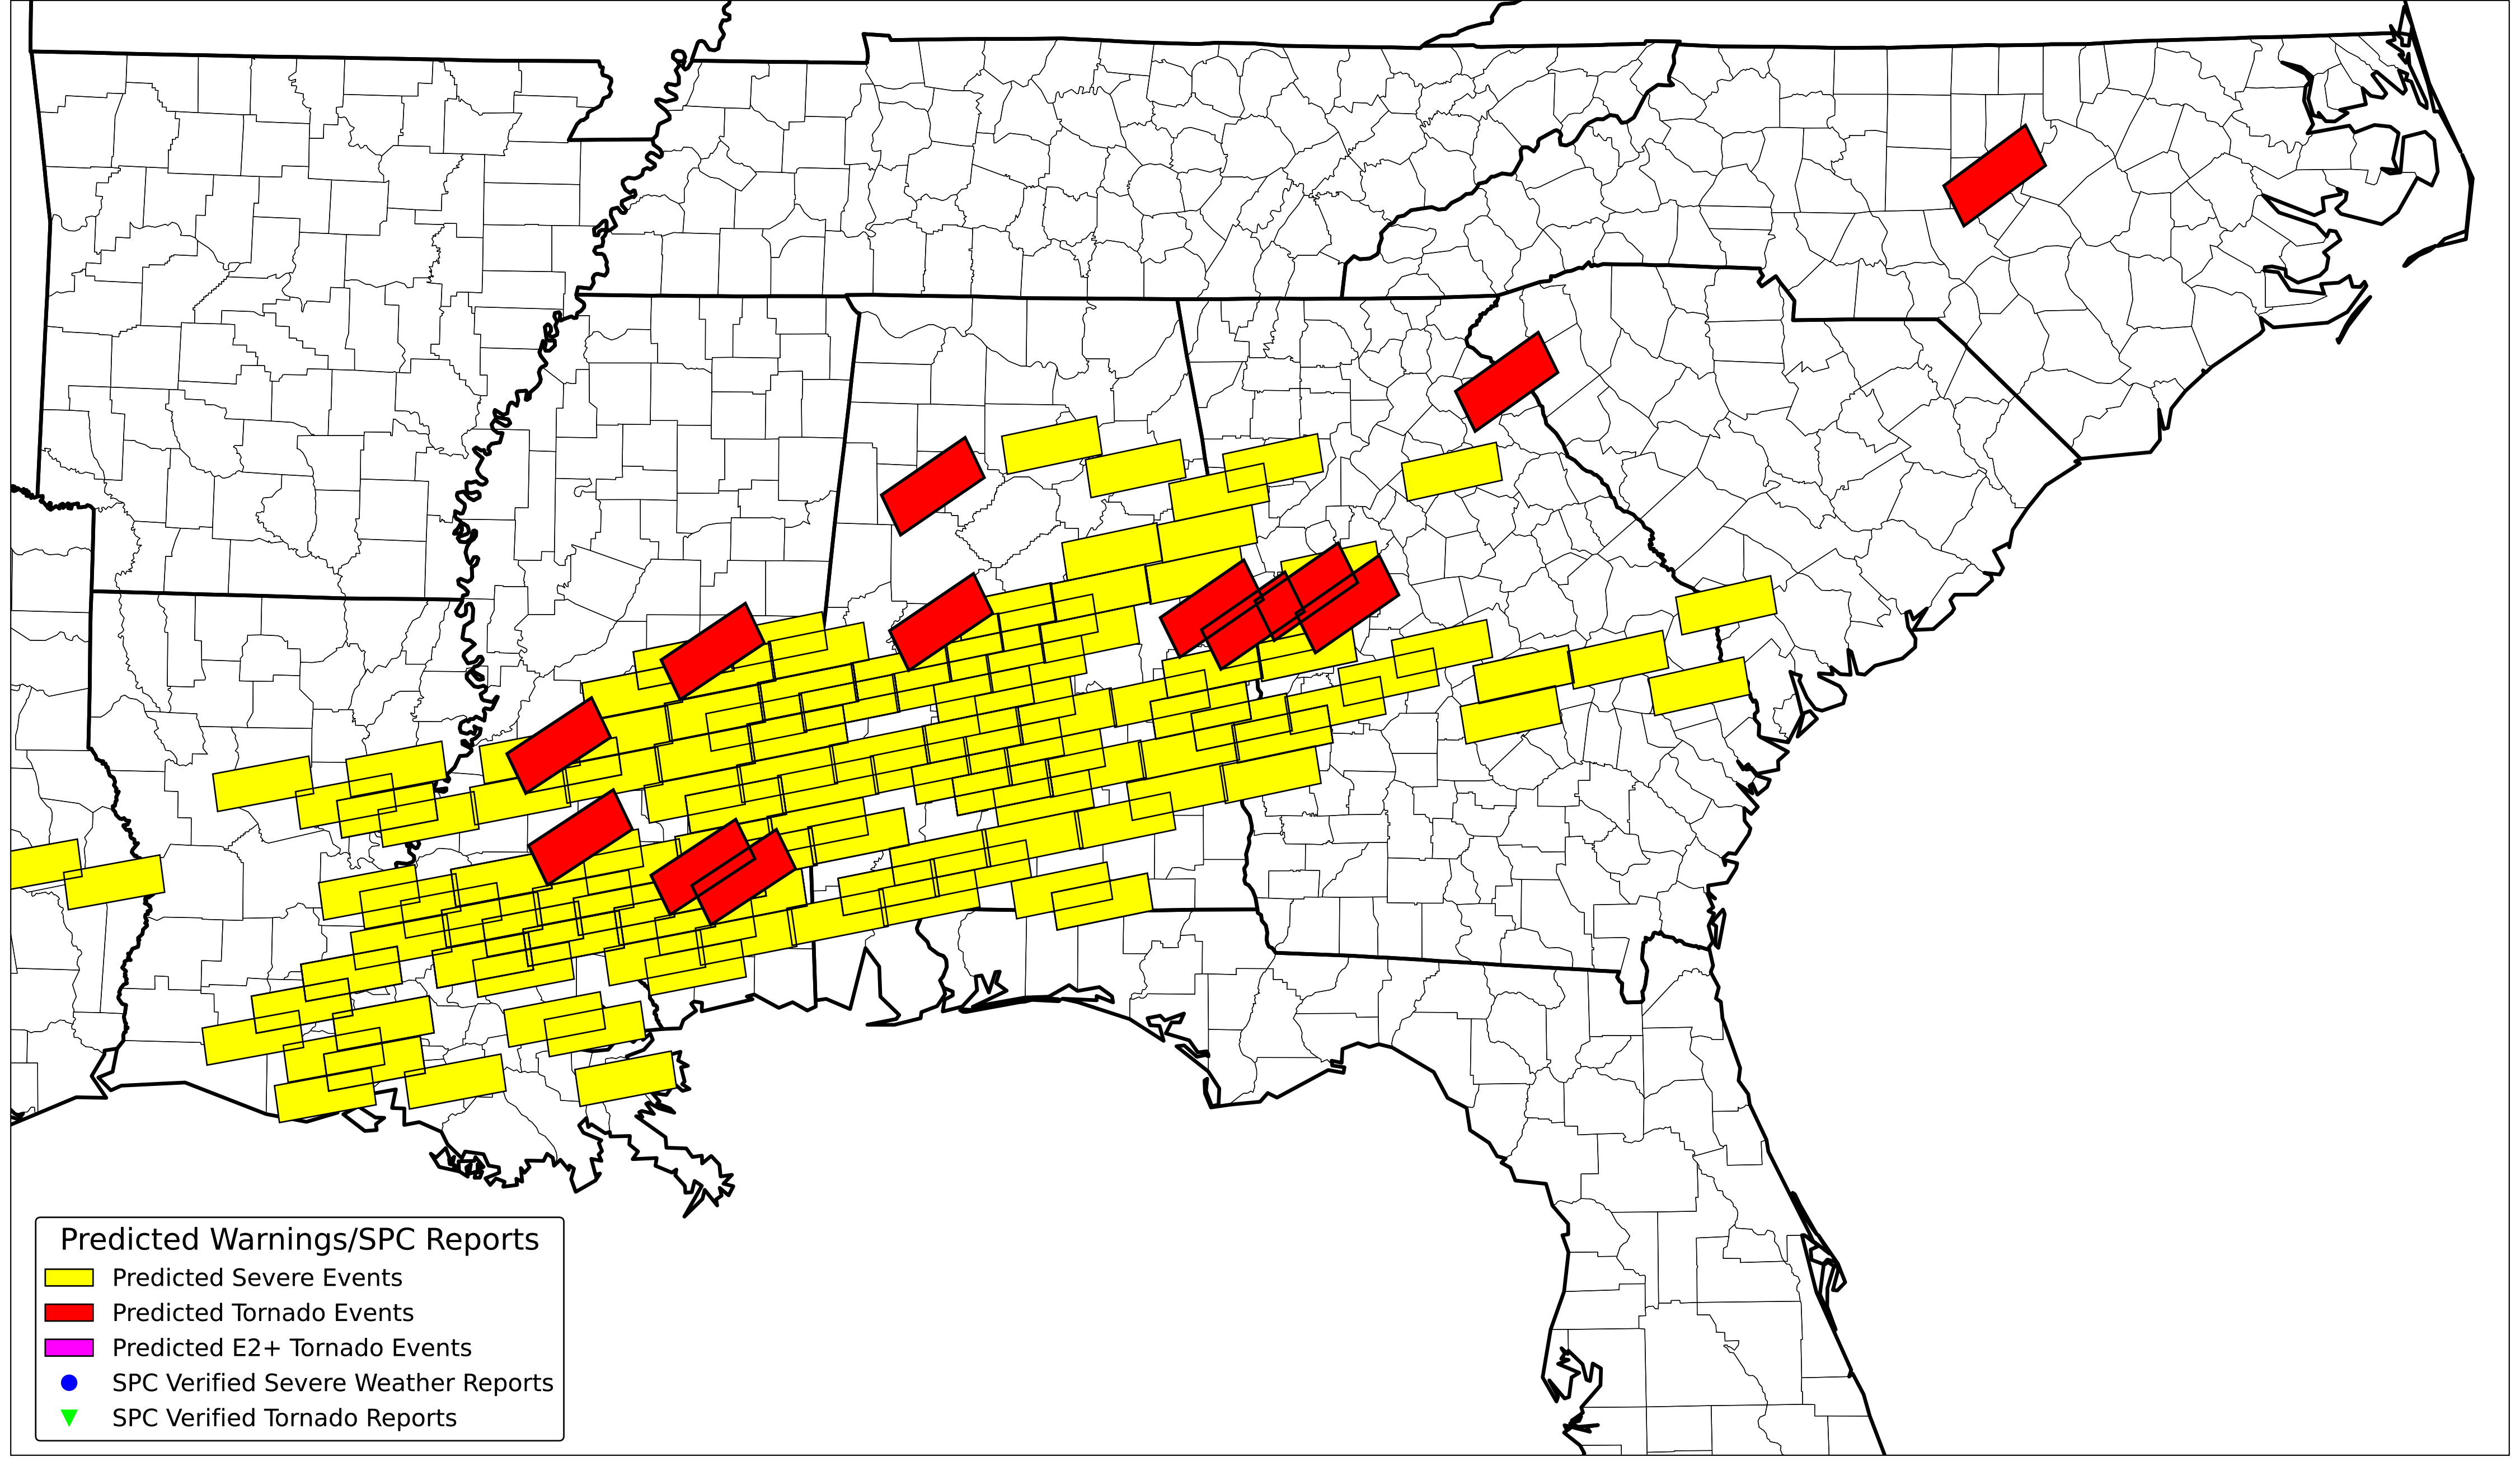 Predicted Warnings/SPC Reports
Predicted Severe Events
Predicted Tornado Events
Predicted E2+ Tornado Events
SPC Verified Severe Weather Reports
SPC Verified Tornado Reports